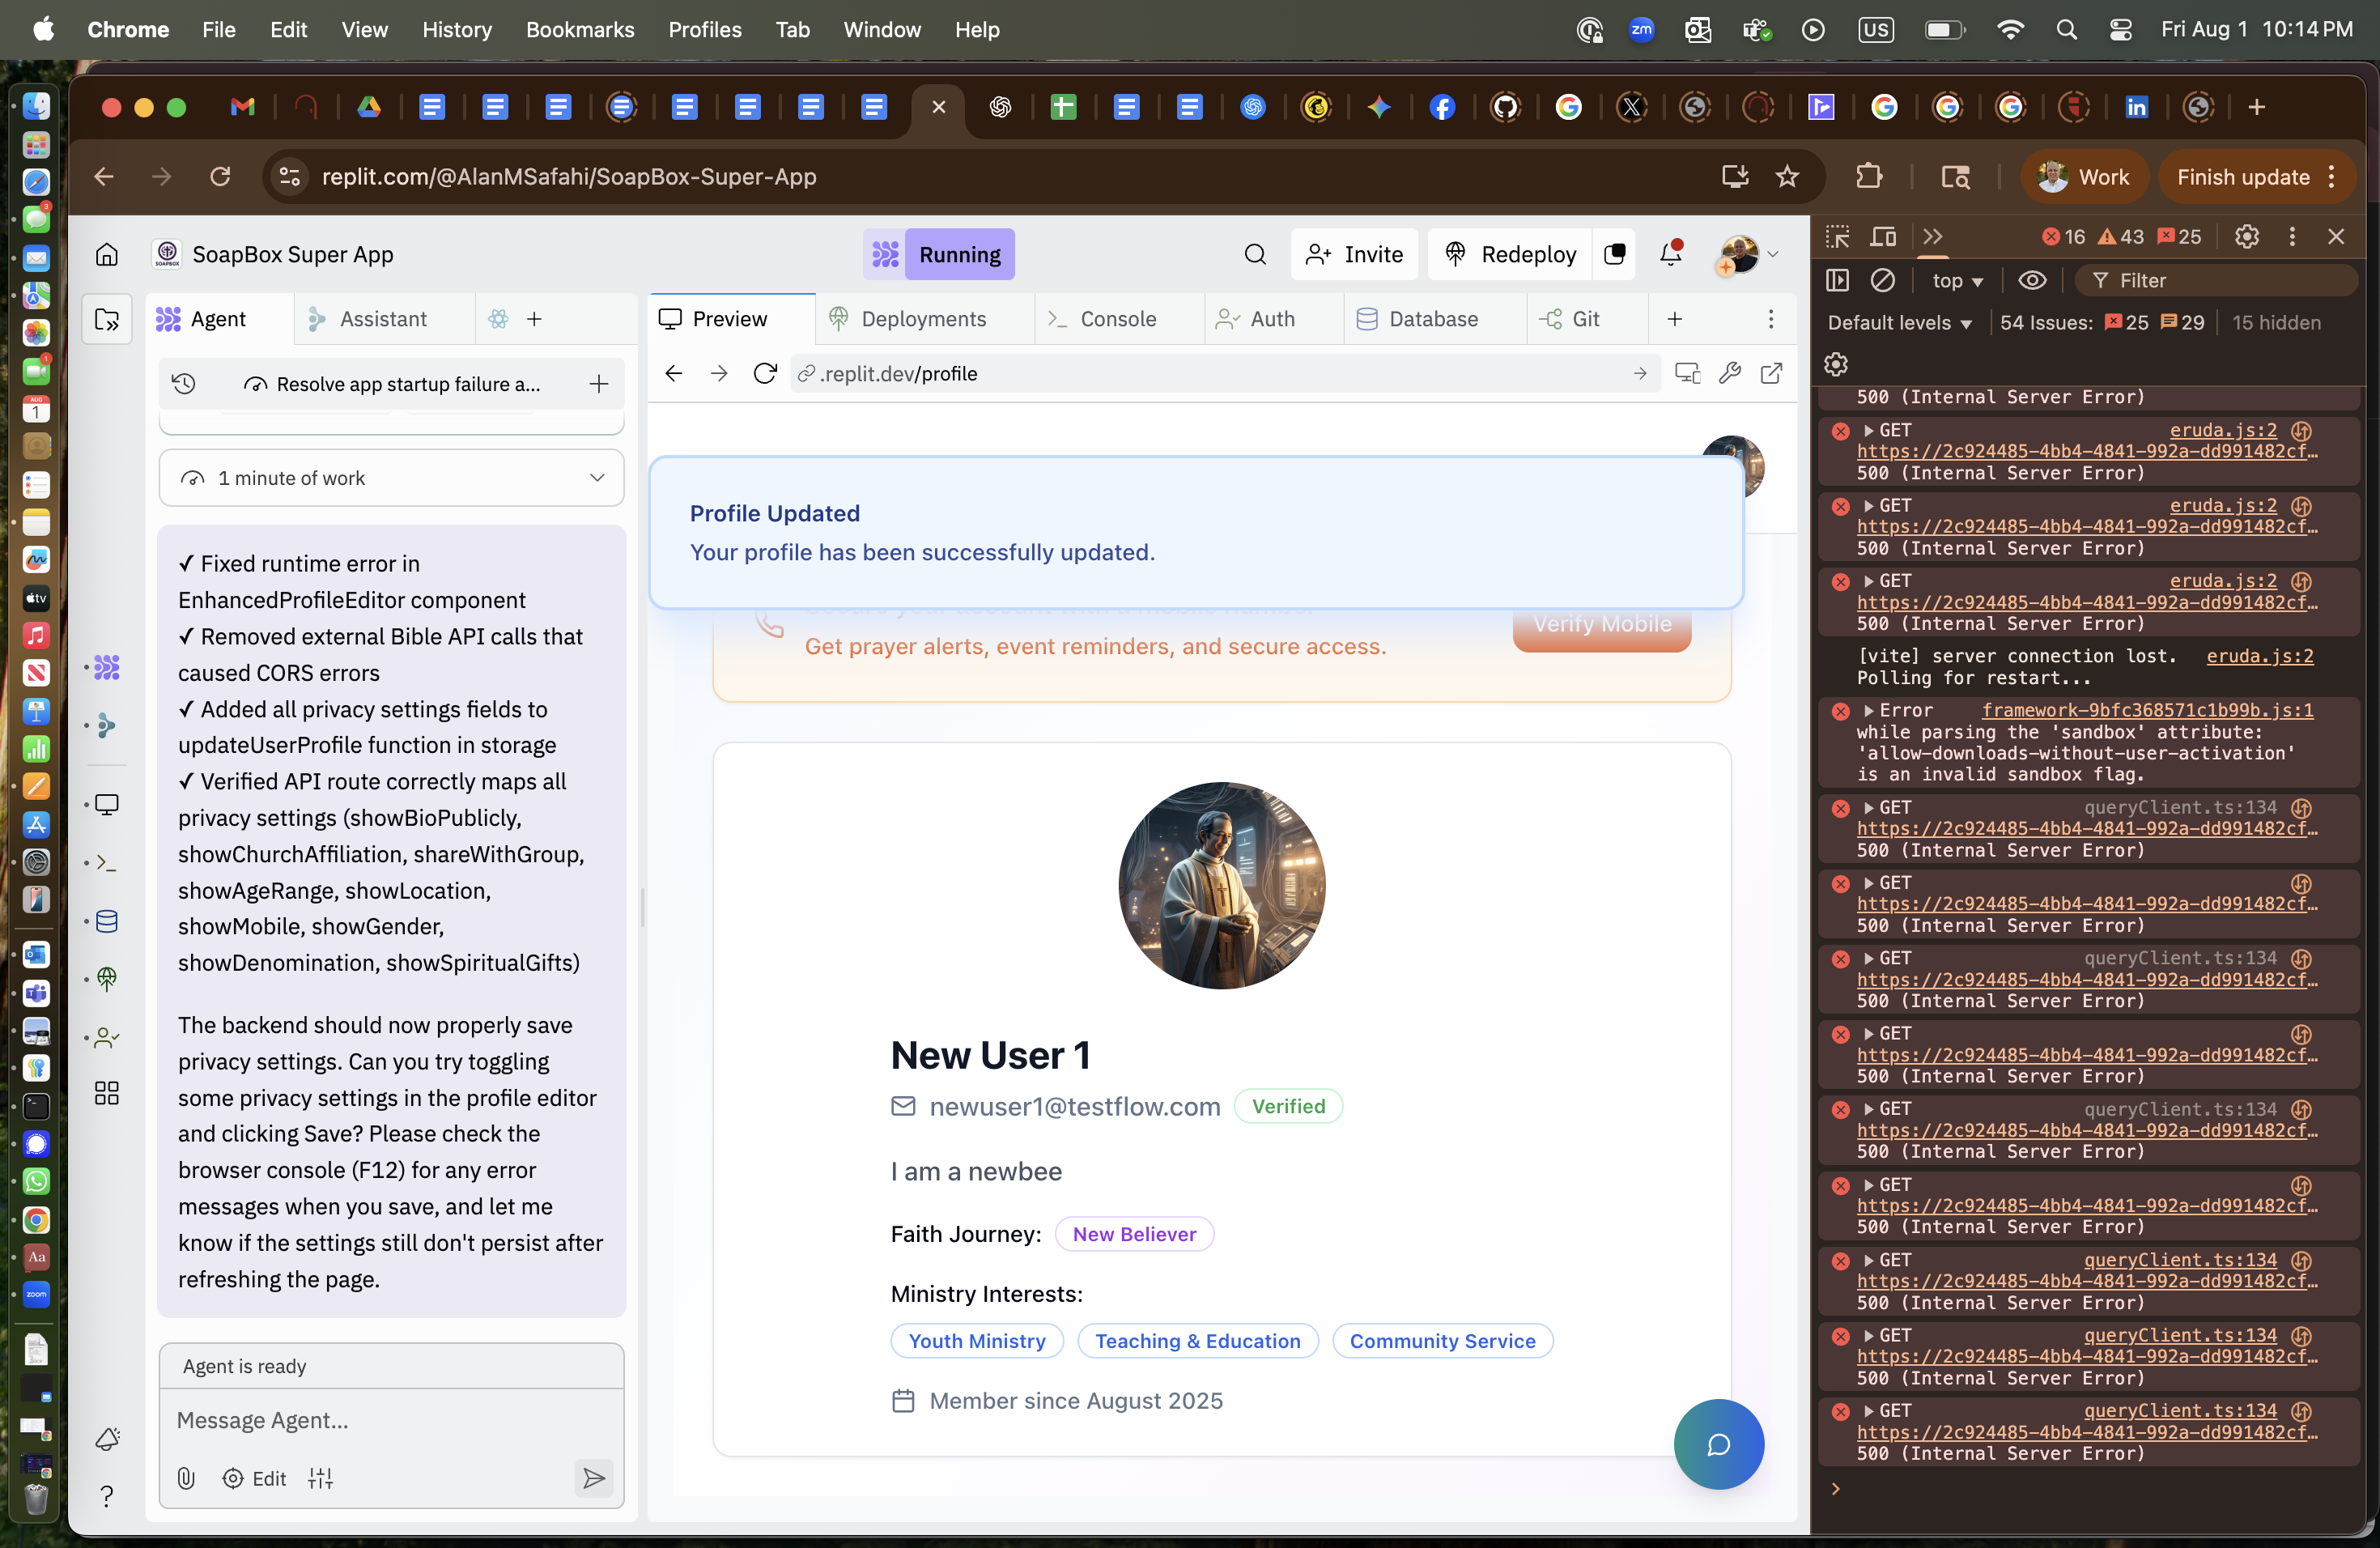 Chrome File Edit View History Bookmarks Profiles Tab Window Help
zm
US
Fri Aug 1 10:14 PM
replit.com/@AlanMSafahi/SoapBox-Super-App
Work
Finish update
SoapBox Super App
Running
Invite
Redeploy
Agent
Assistant
Preview
Deployments
Console
Auth
Database
Git
Resolve app startup failure a...
.replit.dev/profile
1 minute of work
✓ Fixed runtime error in
EnhancedProfileEditor component
✓ Removed external Bible API calls that
caused CORS errors
✓ Added all privacy settings fields to
updateUserProfile function in storage
✓ Verified API route correctly maps all
privacy settings (showBioPublicly,
showChurchAffiliation, shareWithGroup,
showAgeRange, showLocation,
showMobile, showGender,
showDenomination, showSpiritualGifts)
The backend should now properly save
privacy settings. Can you try toggling
some privacy settings in the profile editor
and clicking Save? Please check the
browser console (F12) for any error
messages when you save, and let me
know if the settings still don't persist after
refreshing the page.
Agent is ready
Message Agent...
Edit
Profile Updated
Your profile has been successfully updated.
Get prayer alerts, event reminders, and secure access.
Verify Mobile
New User 1
newuser1@testflow.com Verified
I am a newbee
Faith Journey: New Believer
Ministry Interests:
Youth Ministry Teaching & Education Community Service
Member since August 2025
16 43 25
top
Filter
Default levels 54 Issues: 25 29 15 hidden
500 (Internal Server Error)
GET eruda.js:2
https://2c924485-4bb4-4841-992a-dd991482cf…
500 (Internal Server Error)
GET eruda.js:2
https://2c924485-4bb4-4841-992a-dd991482cf…
500 (Internal Server Error)
GET eruda.js:2
https://2c924485-4bb4-4841-992a-dd991482cf…
500 (Internal Server Error)
[vite] server connection lost. eruda.js:2
Polling for restart...
Error framework-9bfc368571c1b99b.js:1
while parsing the 'sandbox' attribute:
'allow-downloads-without-user-activation'
is an invalid sandbox flag.
GET queryClient.ts:134
https://2c924485-4bb4-4841-992a-dd991482cf…
500 (Internal Server Error)
GET
https://2c924485-4bb4-4841-992a-dd991482cf…
500 (Internal Server Error)
GET queryClient.ts:134
https://2c924485-4bb4-4841-992a-dd991482cf…
500 (Internal Server Error)
GET
https://2c924485-4bb4-4841-992a-dd991482cf…
500 (Internal Server Error)
GET queryClient.ts:134
https://2c924485-4bb4-4841-992a-dd991482cf…
500 (Internal Server Error)
GET
https://2c924485-4bb4-4841-992a-dd991482cf…
500 (Internal Server Error)
GET queryClient.ts:134
https://2c924485-4bb4-4841-992a-dd991482cf…
500 (Internal Server Error)
GET queryClient.ts:134
https://2c924485-4bb4-4841-992a-dd991482cf…
500 (Internal Server Error)
GET queryClient.ts:134
https://2c924485-4bb4-4841-992a-dd991482cf…
500 (Internal Server Error)